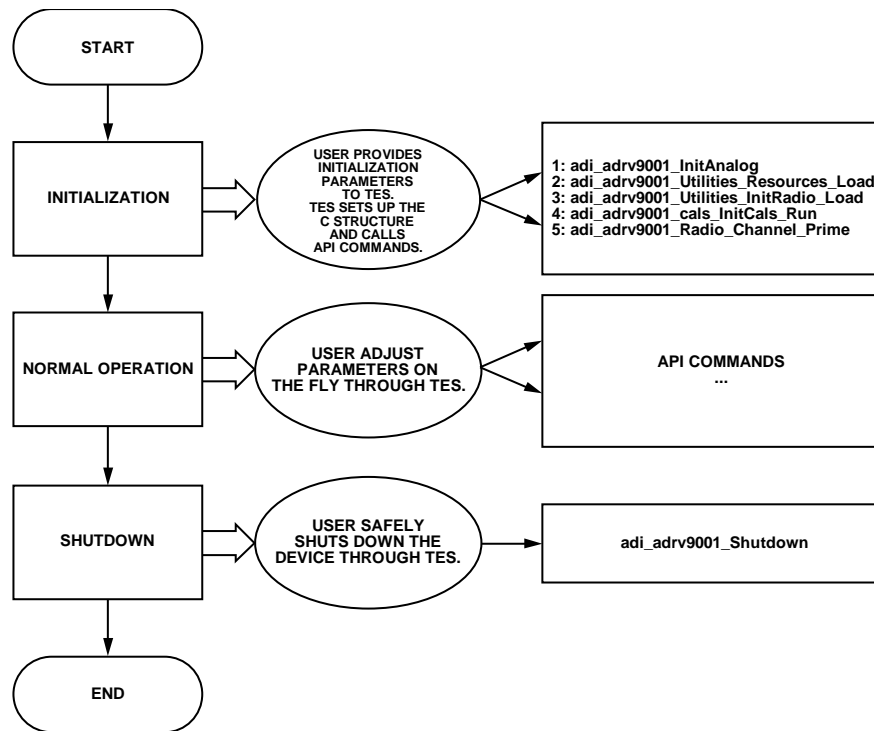 START
INITIALIZATION
USER PROVIDES
INITIALIZATION
PARAMETERS
TO TES.
TES SETS UP THE
C STRUCTURE
AND CALLS
API COMMANDS.
1: adi_adrv9001_InitAnalog
2: adi_adrv9001_Utilities_Resources_Load
3: adi_adrv9001_Utilities_InitRadio_Load
4: adi_adrv9001_cals_InitCals_Run
5: adi_adrv9001_Radio_Channel_Prime
NORMAL OPERATION
USER ADJUST
PARAMETERS ON
THE FLY THROUGH TES.
API COMMANDS
...
SHUTDOWN
USER SAFELY
SHUTS DOWN THE
DEVICE THROUGH TES.
adi_adrv9001_Shutdown
END